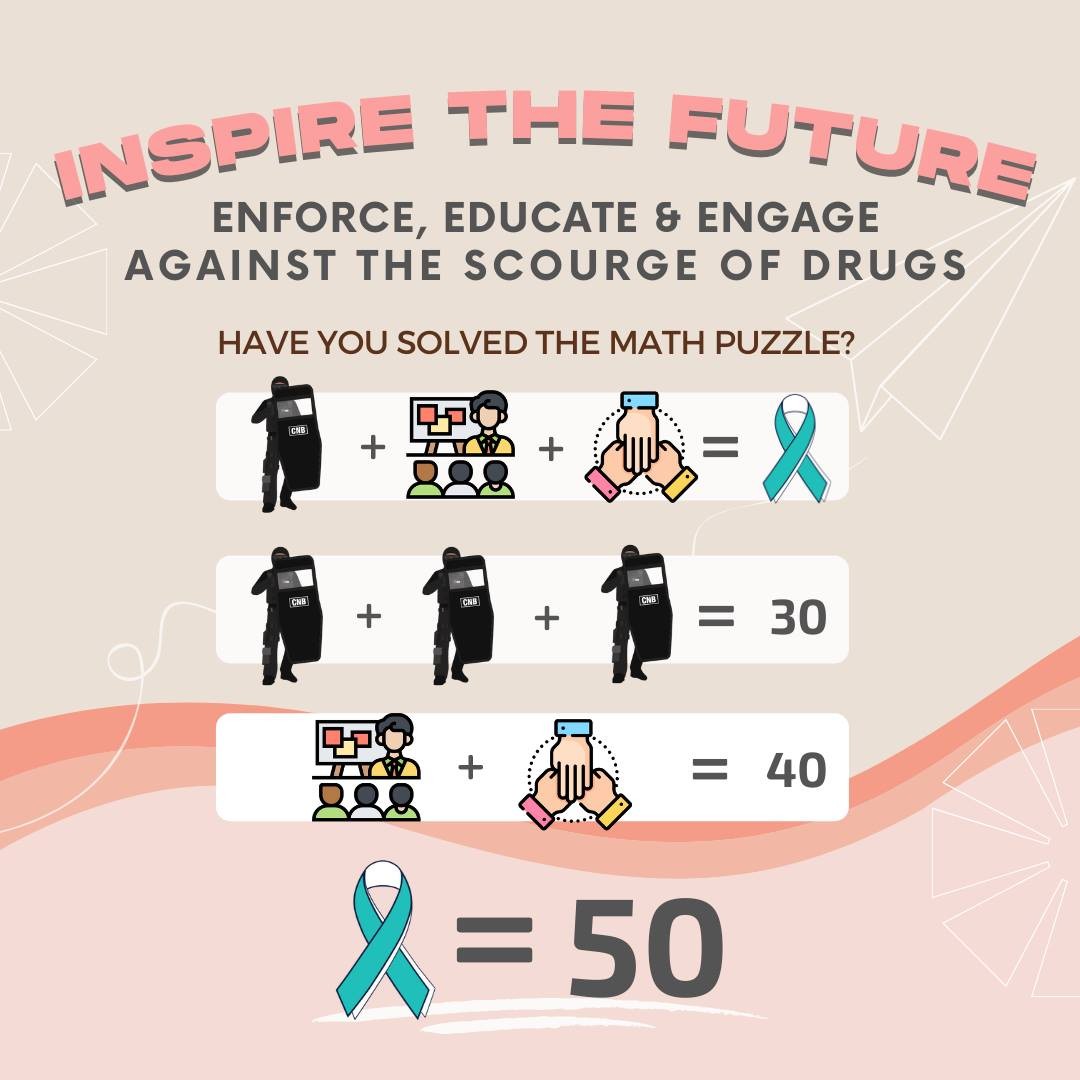 INSPIRE THE FUTURE
ENFORCE, EDUCATE & ENGAGE
AGAINST THE SCOURGE OF DRUGS
HAVE YOU SOLVED THE MATH PUZZLE?
CNB + + =
CNB + CNB + CNB = 30
+ = 40
= 50